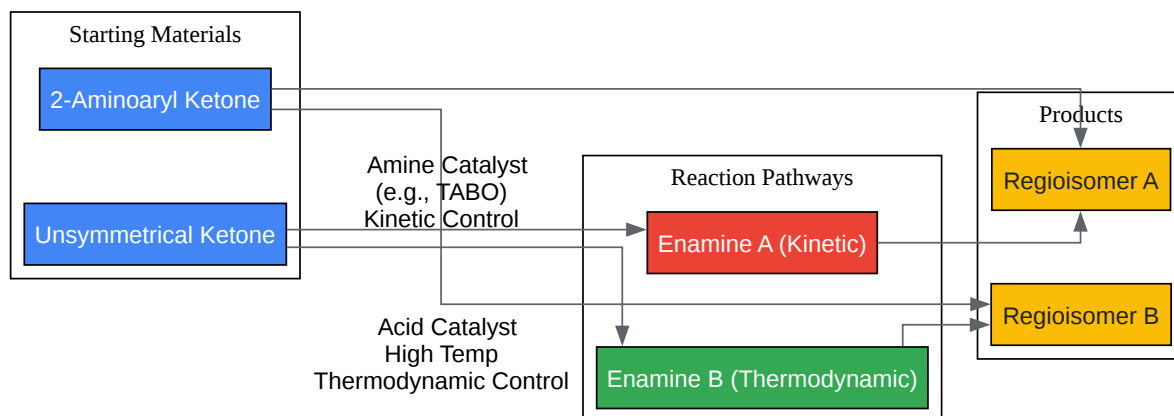 Starting Materials
2-Aminoaryl Ketone
Unsymmetrical Ketone
Amine Catalyst
(e.g., TABO)
Kinetic Control
Acid Catalyst
High Temp
Thermodynamic Control
Reaction Pathways
Enamine A (Kinetic)
Enamine B (Thermodynamic)
Products
Regioisomer A
Regioisomer B